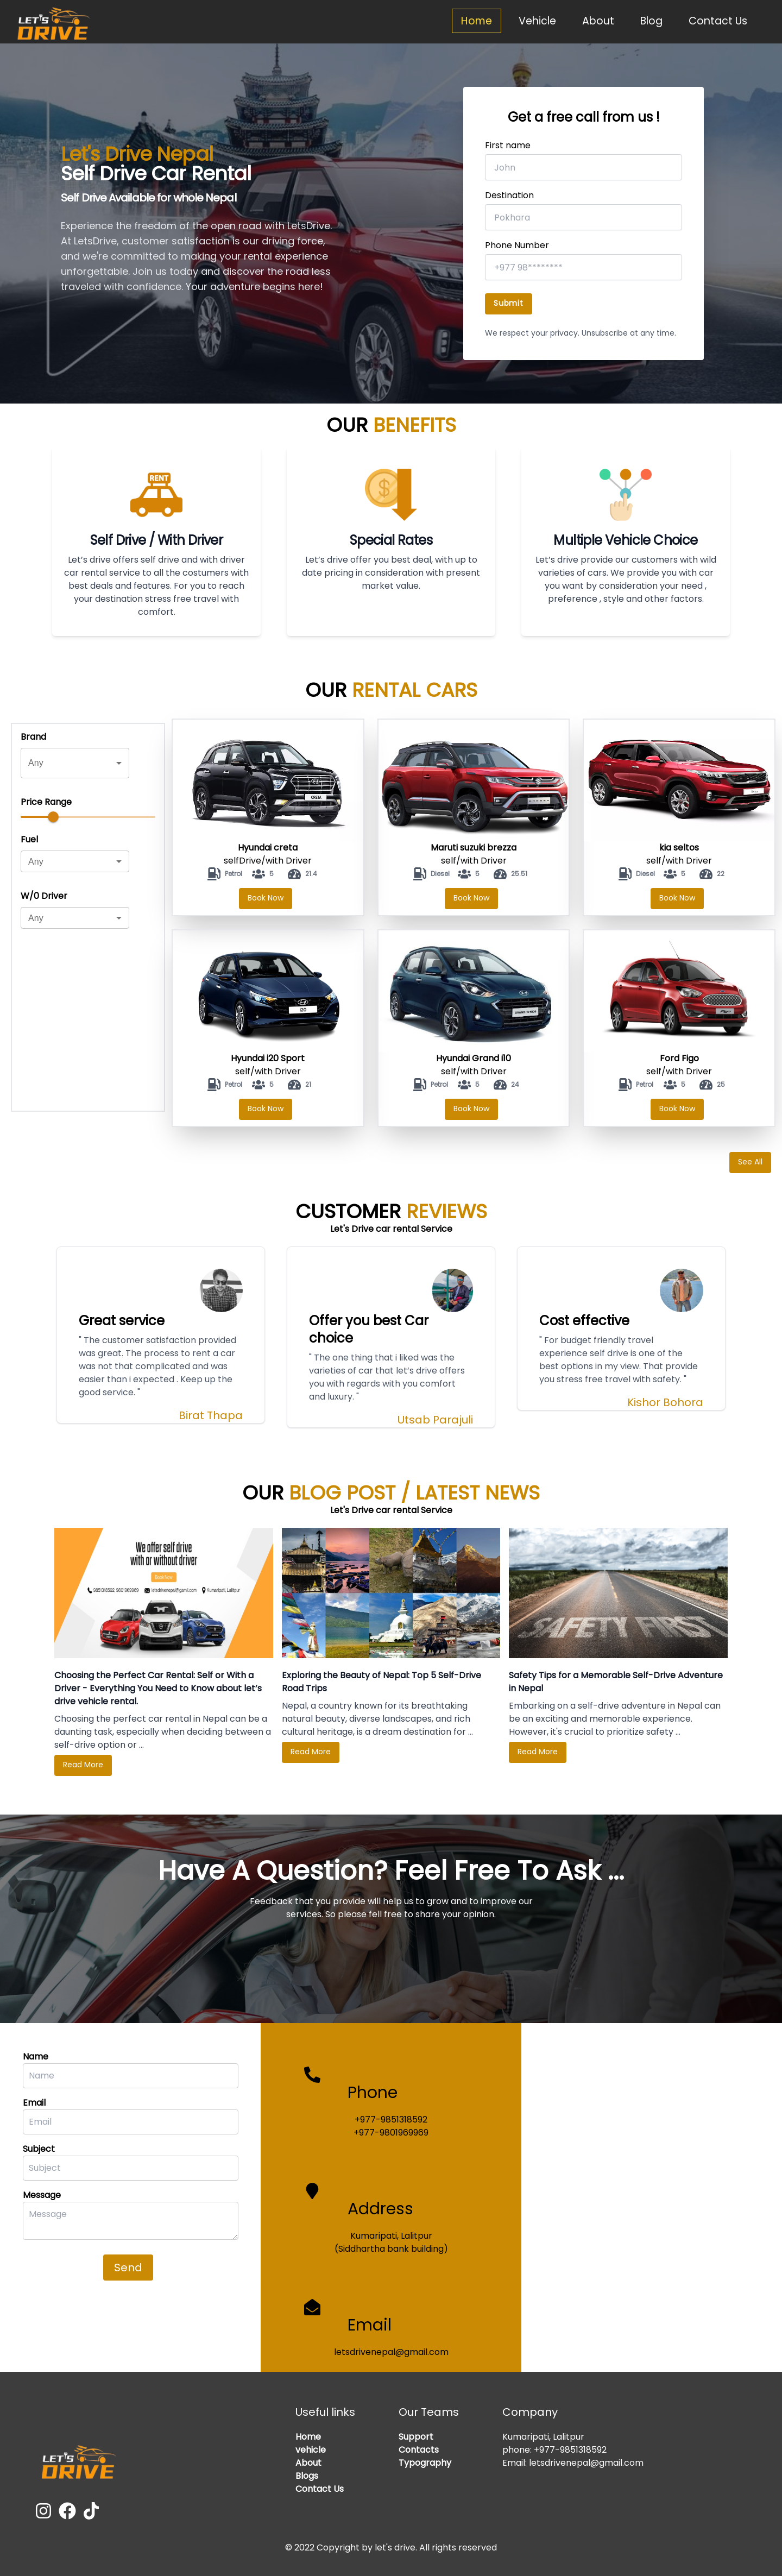 LET'S
DRIVE
Home
Vehicle
About
Blog
Contact Us
Let's Drive Nepal
Self Drive Car Rental
Self Drive Available for whole Nepal
Experience the freedom of the open road with LetsDrive.
At LetsDrive, customer satisfaction is our driving force,
and we're committed to making your rental experience
unforgettable. Join us today and discover the road less
traveled with confidence. Your adventure begins here!
Get a free call from us !
First name
John
Destination
Pokhara
Phone Number
+977 98********
Submit
We respect your privacy. Unsubscribe at any time.
OUR BENEFITS
RENT
Self Drive / With Driver
Let's drive offers self drive and with driver
car rental service to all the costumers with
best deals and features. For you to reach
your destination stress free travel with
comfort.
Special Rates
Let's drive offer you best deal, with up to
date pricing in consideration with present
market value.
Multiple Vehicle Choice
Let's drive provide our customers with wild
varieties of cars. We provide you with car
you want by consideration your need ,
preference , style and other factors.
OUR RENTAL CARS
Brand
Any
Price Range
Fuel
Any
W/0 Driver
Any
Hyundai creta
selfDrive/with Driver
Petrol 5 21.4
Book Now
Maruti suzuki brezza
self/with Driver
Diesel 5 25.51
Book Now
kia seltos
self/with Driver
Diesel 5 22
Book Now
Hyundai i20 Sport
self/with Driver
Petrol 5 21
Book Now
Hyundai Grand i10
self/with Driver
Petrol 5 24
Book Now
Ford Figo
self/with Driver
Petrol 5 25
Book Now
See All
CUSTOMER REVIEWS
Let's Drive car rental Service
Great service
" The customer satisfaction provided
was great. The process to rent a car
was not that complicated and was
easier than i expected . Keep up the
good service. "
Birat Thapa
Offer you best Car
choice
" The one thing that i liked was the
varieties of car that let's drive offers
you with regards with you comfort
and luxury. "
Utsab Parajuli
Cost effective
" For budget friendly travel
experience self drive is one of the
best options in my view. That provide
you stress free travel with safety. "
Kishor Bohora
OUR BLOG POST / LATEST NEWS
Let's Drive car rental Service
We offer self drive
with or without driver
Book Now
9851318592, 9801969969
letsdrivenepal@gmail.com
Kumaripati, Lalitpur
Choosing the Perfect Car Rental: Self or With a
Driver - Everything You Need to Know about let's
drive vehicle rental.
Choosing the perfect car rental in Nepal can be a
daunting task, especially when deciding between a
self-drive option or ...
Read More
Exploring the Beauty of Nepal: Top 5 Self-Drive
Road Trips
Nepal, a country known for its breathtaking
natural beauty, diverse landscapes, and rich
cultural heritage, is a dream destination for ...
Read More
SAFETY FIRST
Safety Tips for a Memorable Self-Drive Adventure
in Nepal
Embarking on a self-drive adventure in Nepal can
be an exciting and memorable experience.
However, it's crucial to prioritize safety ...
Read More
Have A Question? Feel Free To Ask ...
Feedback that you provide will help us to grow and to improve our
services. So please fell free to share your opinion.
Name
Name
Email
Email
Subject
Subject
Message
Message
Send
Phone
+977-9851318592
+977-9801969969
Address
Kumaripati, Lalitpur
(Siddhartha bank building)
Email
letsdrivenepal@gmail.com
LET'S
DRIVE
Useful links
Home
vehicle
About
Blogs
Contact Us
Our Teams
Support
Contacts
Typography
Company
Kumaripati, Lalitpur
phone: +977-9851318592
Email: letsdrivenepal@gmail.com
© 2022 Copyright by let's drive. All rights reserved